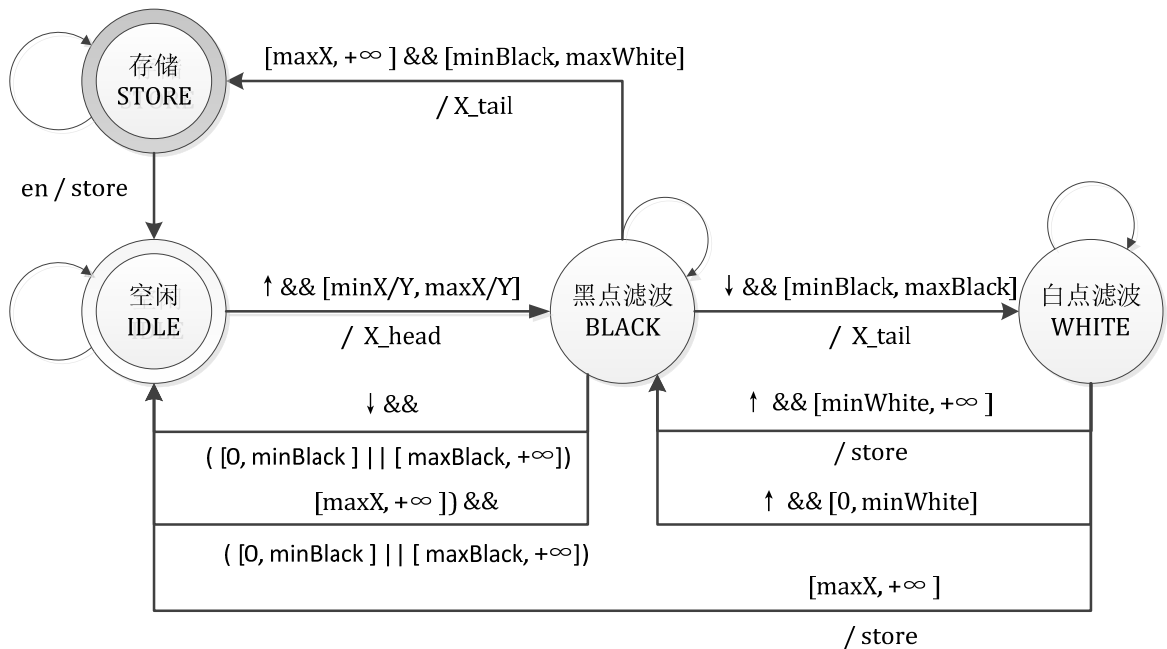 存储
STORE
[maxX, +∞ ] && [minBlack, maxWhite]
/ X_tail
en / store
空闲
IDLE
↑ && [minX/Y, maxX/Y]
/ X_head
黑点滤波
BLACK
↓ && [minBlack, maxBlack]
/ X_tail
白点滤波
WHITE
↓ &&
( [0, minBlack ] || [ maxBlack, +∞])
[maxX, +∞ ]) &&
( [0, minBlack ] || [ maxBlack, +∞])
↑ && [minWhite, +∞ ]
/ store
↑ && [0, minWhite]
[maxX, +∞ ]
/ store